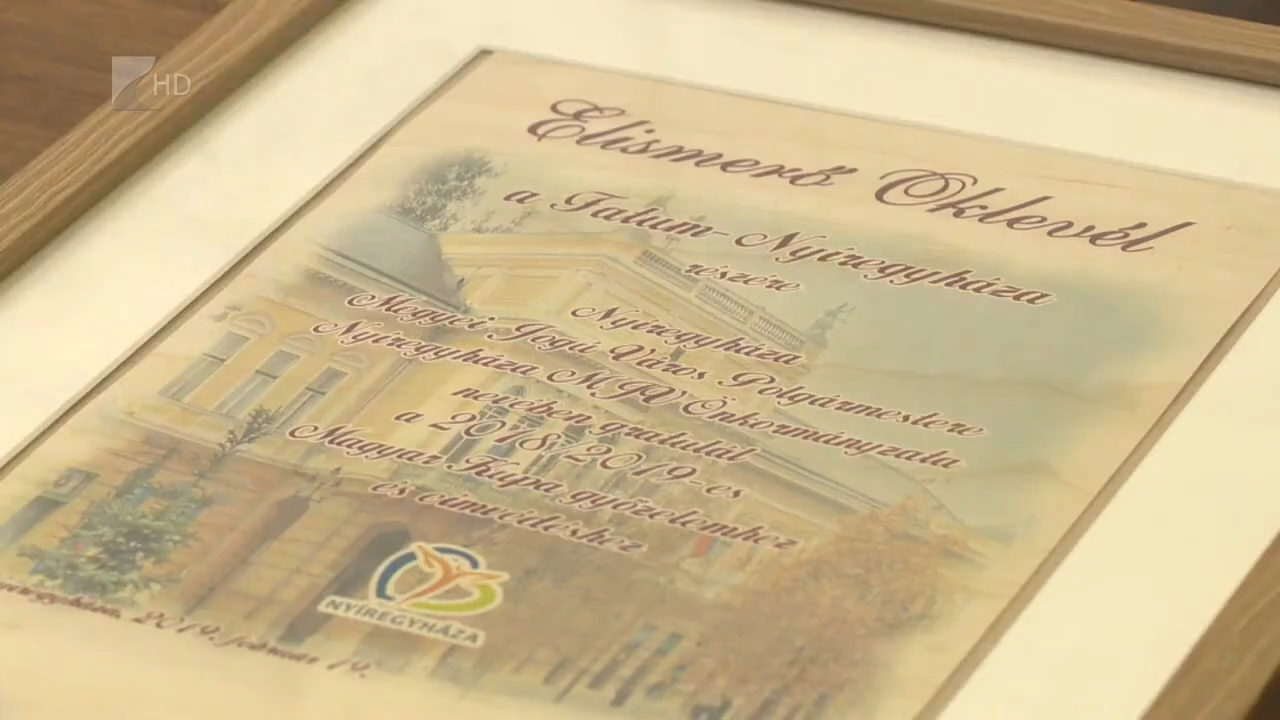 HD
Elismerő Oklevél
a Fatum-Nyíregyháza
részére
Nyíregyháza
Megyei Jogú Város Polgármestere
Nyíregyháza MJV Önkormányzata
nevében gratulál
a 2018/2019-es
Magyar Kupa győzelemhez
és címvédéshez
NYÍREGYHÁZA
2019. február 19.